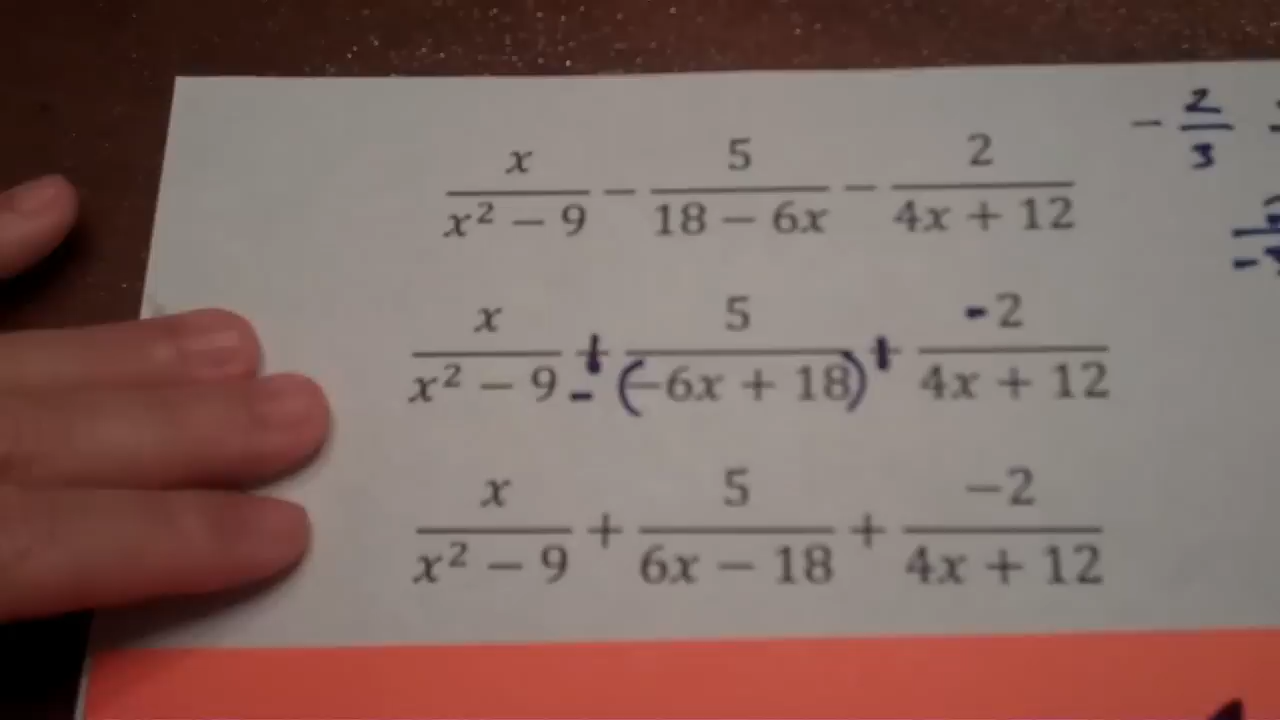 x/(x² − 9) − 5/(18 − 6x) − 2/(4x + 12)
− 2/3
x/(x² − 9) + 5/−(−6x + 18) + -2/(4x + 12)
x/(x² − 9) + 5/(6x − 18) + −2/(4x + 12)